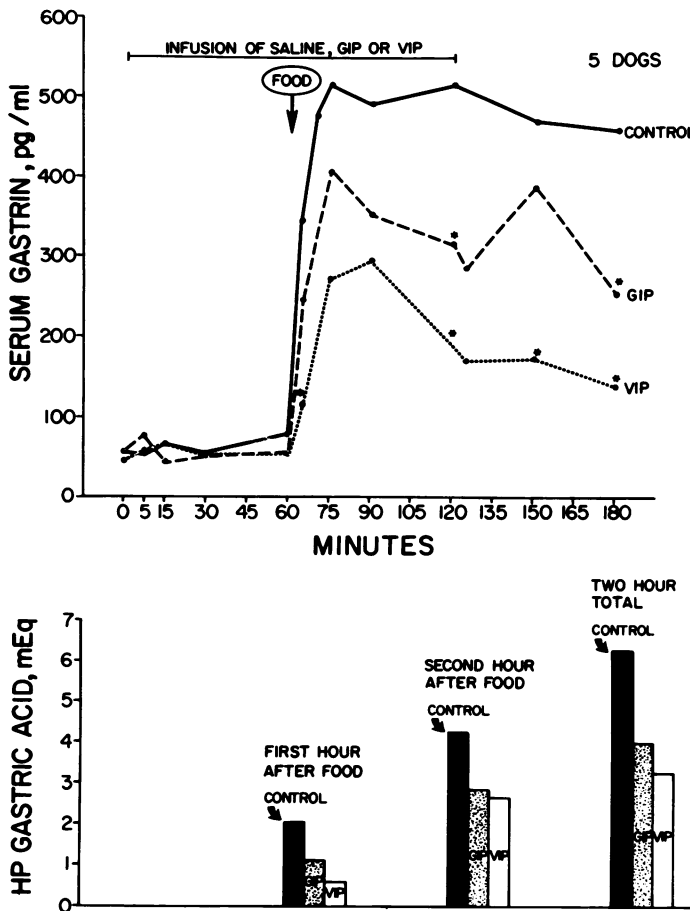 600
INFUSION OF SALINE, GIP OR VIP
5 DOGS
FOOD
500
CONTROL
400
300
*
*
GIP
200
*
*
*
VIP
100
*
0
SERUM GASTRIN, pg/ml
0 5 15 30 45 60 75 90 105 120 135 150 165 180
MINUTES
TWO HOUR
TOTAL
CONTROL
SECOND HOUR
AFTER FOOD
CONTROL
FIRST HOUR
AFTER FOOD
CONTROL
7
6
5
4
3
2
1
0
HP GASTRIC ACID, mEq
GIP
VIP
GIP
VIP
GIP
VIP